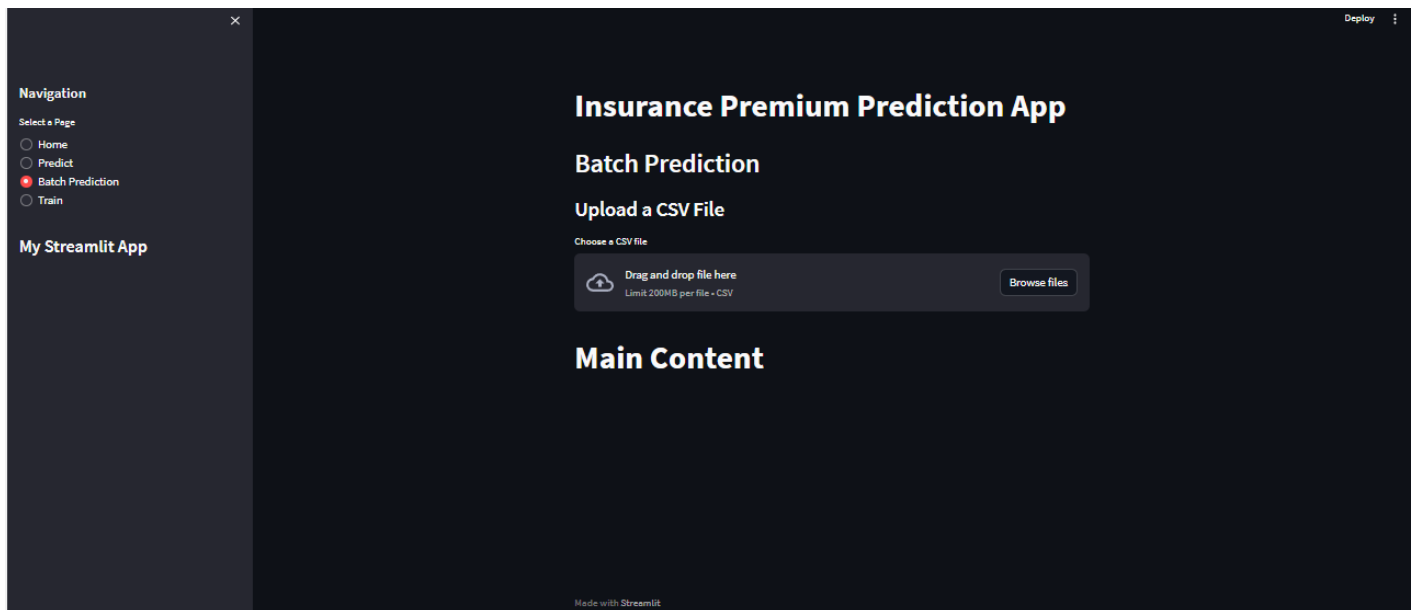 Deploy
Navigation
Select a Page
Home
Predict
Batch Prediction
Train
My Streamlit App
Insurance Premium Prediction App
Batch Prediction
Upload a CSV File
Choose a CSV file
Drag and drop file here
Limit 200MB per file • CSV
Browse files
Main Content
Made with Streamlit